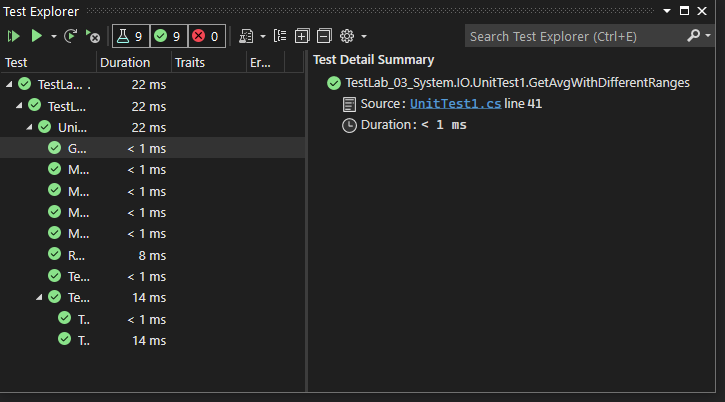 Test Explorer
9 9 0
Search Test Explorer (Ctrl+E)
Test Duration Traits Er...
TestLa... . 22 ms
TestL... 22 ms
Uni... 22 ms
G... < 1 ms
M... < 1 ms
M... < 1 ms
M... < 1 ms
M... < 1 ms
R... 8 ms
Te... < 1 ms
Te... 14 ms
T.. < 1 ms
T.. 14 ms
Test Detail Summary
TestLab_03_System.IO.UnitTest1.GetAvgWithDifferentRanges
Source: UnitTest1.cs line 41
Duration: < 1 ms